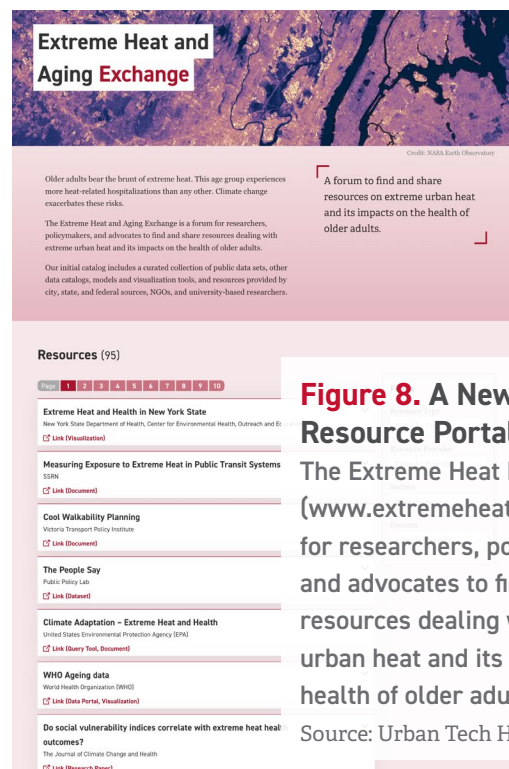 Extreme Heat and
Aging Exchange
Credit: NASA Earth Observatory
Older adults bear the brunt of extreme heat. This age group experiences
more heat-related hospitalizations than any other. Climate change
exacerbates these risks.
The Extreme Heat and Aging Exchange is a forum for researchers,
policymakers, and advocates to find and share resources dealing with
extreme urban heat and its impacts on the health of older adults.
Our initial catalog includes a curated collection of public data sets, other
data catalogs, models and visualization tools, and resources provided by
city, state, and federal sources, NGOs, and university-based researchers.
A forum to find and share
resources on extreme urban heat
and its impacts on the health of
older adults.
Resources (95)
Page 1 2 3 4 5 6 7 8 9 10
Extreme Heat and Health in New York State
New York State Department of Health, Center for Environmental Health, Outreach and
Link (Visualization)
Measuring Exposure to Extreme Heat in Public Transit Systems
SSRN
Link (Document)
Cool Walkability Planning
Victoria Transport Policy Institute
Link (Document)
The People Say
Public Policy Lab
Link (Dataset)
Climate Adaptation – Extreme Heat and Health
United States Environmental Protection Agency (EPA)
Link (Query Tool, Document)
WHO Ageing data
World Health Organization (WHO)
Link (Data Portal, Visualization)
Do social vulnerability indices correlate with extreme heat heal
outcomes?
The Journal of Climate Change and Health
Link (Research Paper)
Figure 8. A New
Resource Portal
The Extreme Heat
(www.extremeheat
for researchers, po
and advocates to fi
resources dealing
urban heat and its
health of older adu
Source: Urban Tech H